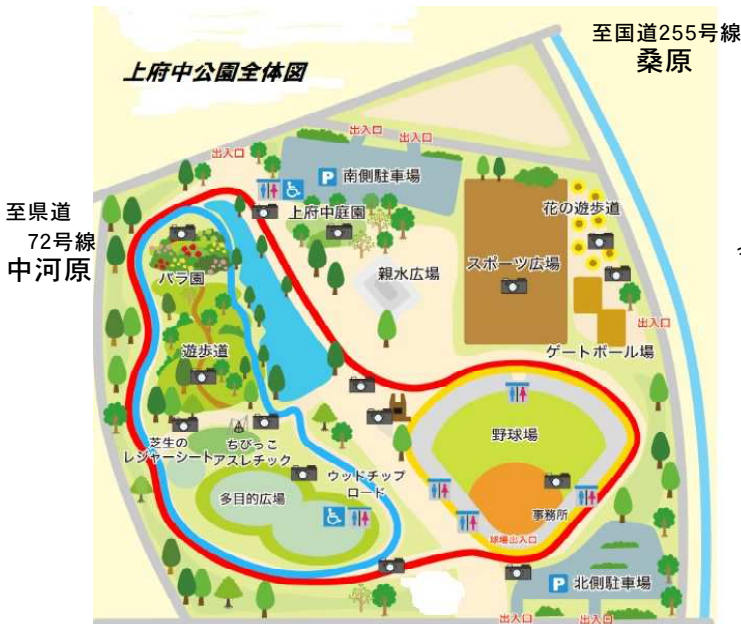 至国道255号線
桑原
上府中公園全体図
出入口
出入口
出入口
P 南側駐車場
至県道
72号線
中河原
上府中庭園
花の遊歩道
バラ園
親水広場
スポーツ広場
出入口
遊歩道
ゲートボール場
野球場
芝生の
レジャーシート
ちびっこ
アスレチック
ウッドチップ
ロード
多目的広場
事務所
球場出入口
P 北側駐車場
出入口
出入口